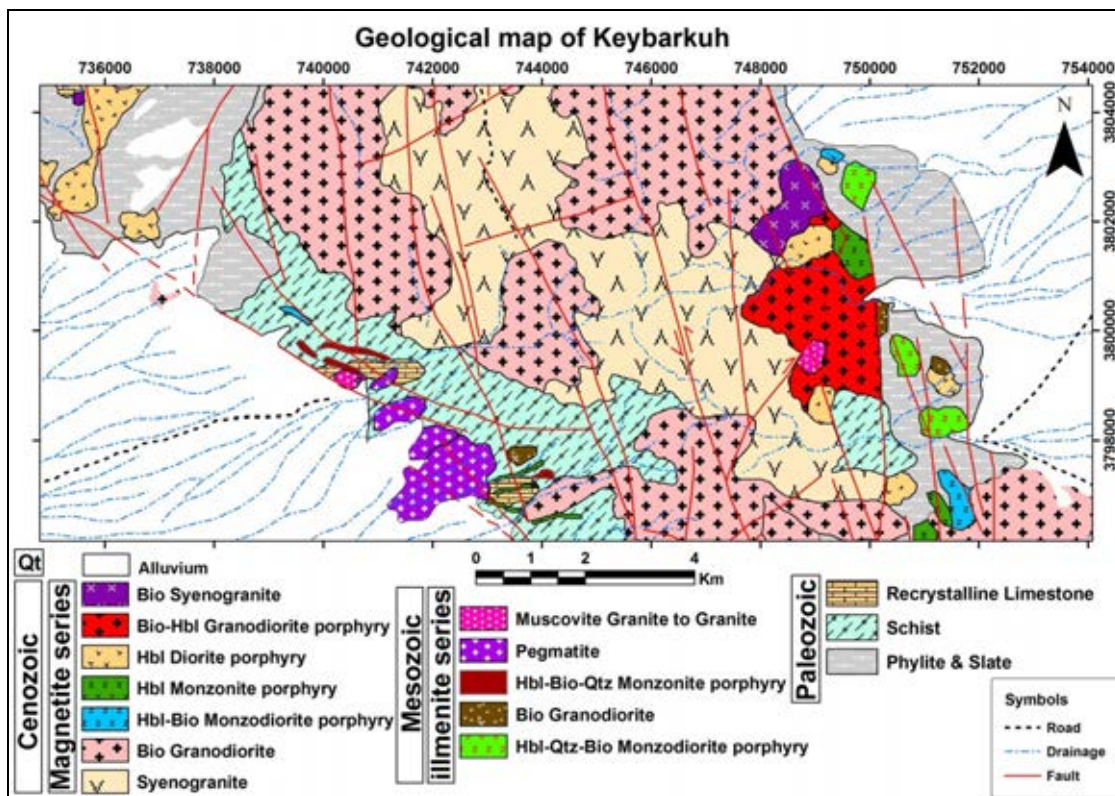 Geological map of Keybarkuh
736000 738000 740000 742000 744000 746000 748000 750000 752000 754000
N
3804000
3802000
3800000
3798000
Qt
Cenozoic
Magnetite series
Alluvium
Bio Syenogranite
Bio-Hbl Granodiorite porphyry
Hbl Diorite porphyry
Hbl Monzonite porphyry
Hbl-Bio Monzodiorite porphyry
Bio Granodiorite
Syenogranite
0 1 2 4
Km
Mesozoic
illmenite series
Muscovite Granite to Granite
Pegmatite
Hbl-Bio-Qtz Monzonite porphyry
Bio Granodiorite
Hbl-Qtz-Bio Monzodiorite porphyry
Paleozoic
Recrystalline Limestone
Schist
Phylite & Slate
Symbols
Road
Drainage
Fault